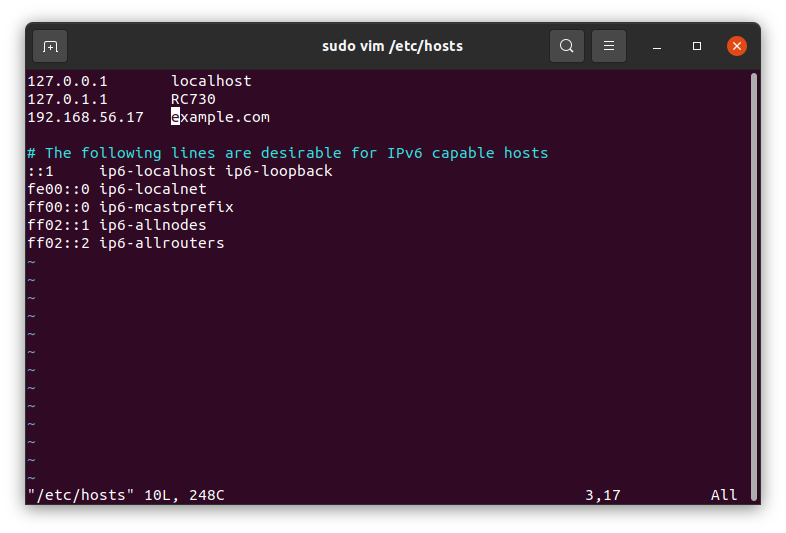 sudo vim /etc/hosts
127.0.0.1       localhost
127.0.1.1       RC730
192.168.56.17   example.com
# The following lines are desirable for IPv6 capable hosts
::1     ip6-localhost ip6-loopback
fe00::0 ip6-localnet
ff00::0 ip6-mcastprefix
ff02::1 ip6-allnodes
ff02::2 ip6-allrouters
~
~
~
~
~
~
~
~
~
~
~
~
~
"/etc/hosts" 10L, 248C                                        3,17          All